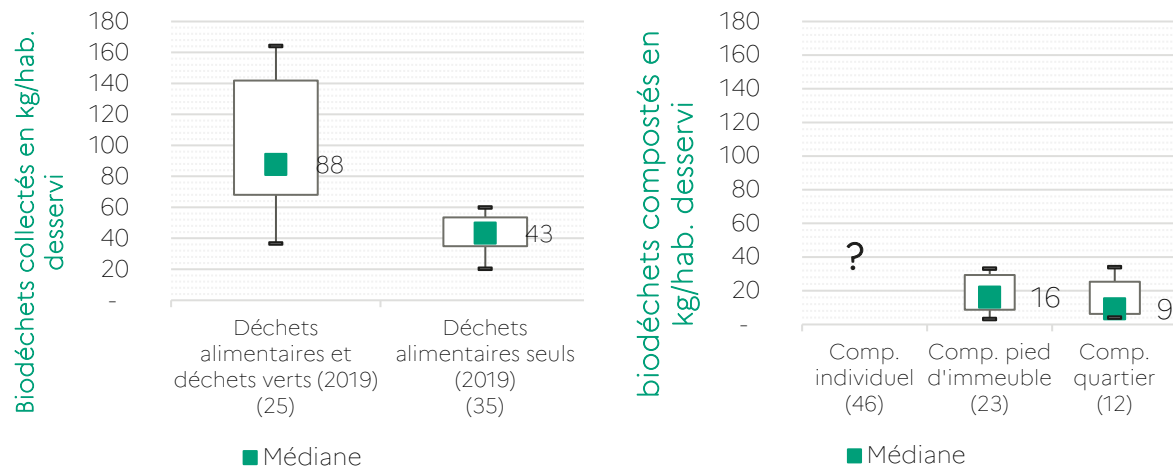 Biodéchets collectés en kg/hab.
desservi
180
160
140
120
100
80
60
40
20
-
88
43
Déchets
alimentaires et
déchets verts (2019)
(25)
Déchets
alimentaires seuls
(2019)
(35)
Médiane
biodéchets compostés en
kg/hab. desservi
180
160
140
120
100
80
60
40
20
-
?
16
9
Comp.
individuel
(46)
Comp. pied
d'immeuble
(23)
Comp.
quartier
(12)
Médiane